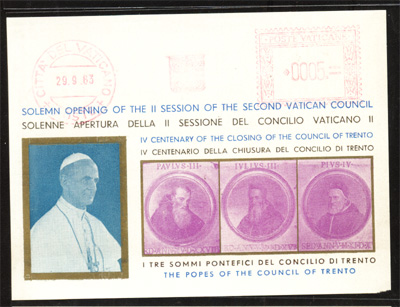 CITTA DEL VATICANO
29.9.63
0005
SOLEMN OPENING OF THE II SESSION OF THE SECOND VATICAN COUNCIL
SOLENNE APERTURA DELLA II SESSIONE DEL CONCILIO VATICANO II
IV CENTENARY OF THE CLOSING OF THE COUNCIL OF TRENTO
IV CENTENARIO DELLA CHIUSURA DEL CONCILIO DI TRENTO
PAVLVS·III· IVLIVS·III· PIVS·IV·
I TRE SOMMI PONTEFICI DEL CONCILIO DI TRENTO
THE POPES OF THE COUNCIL OF TRENTO